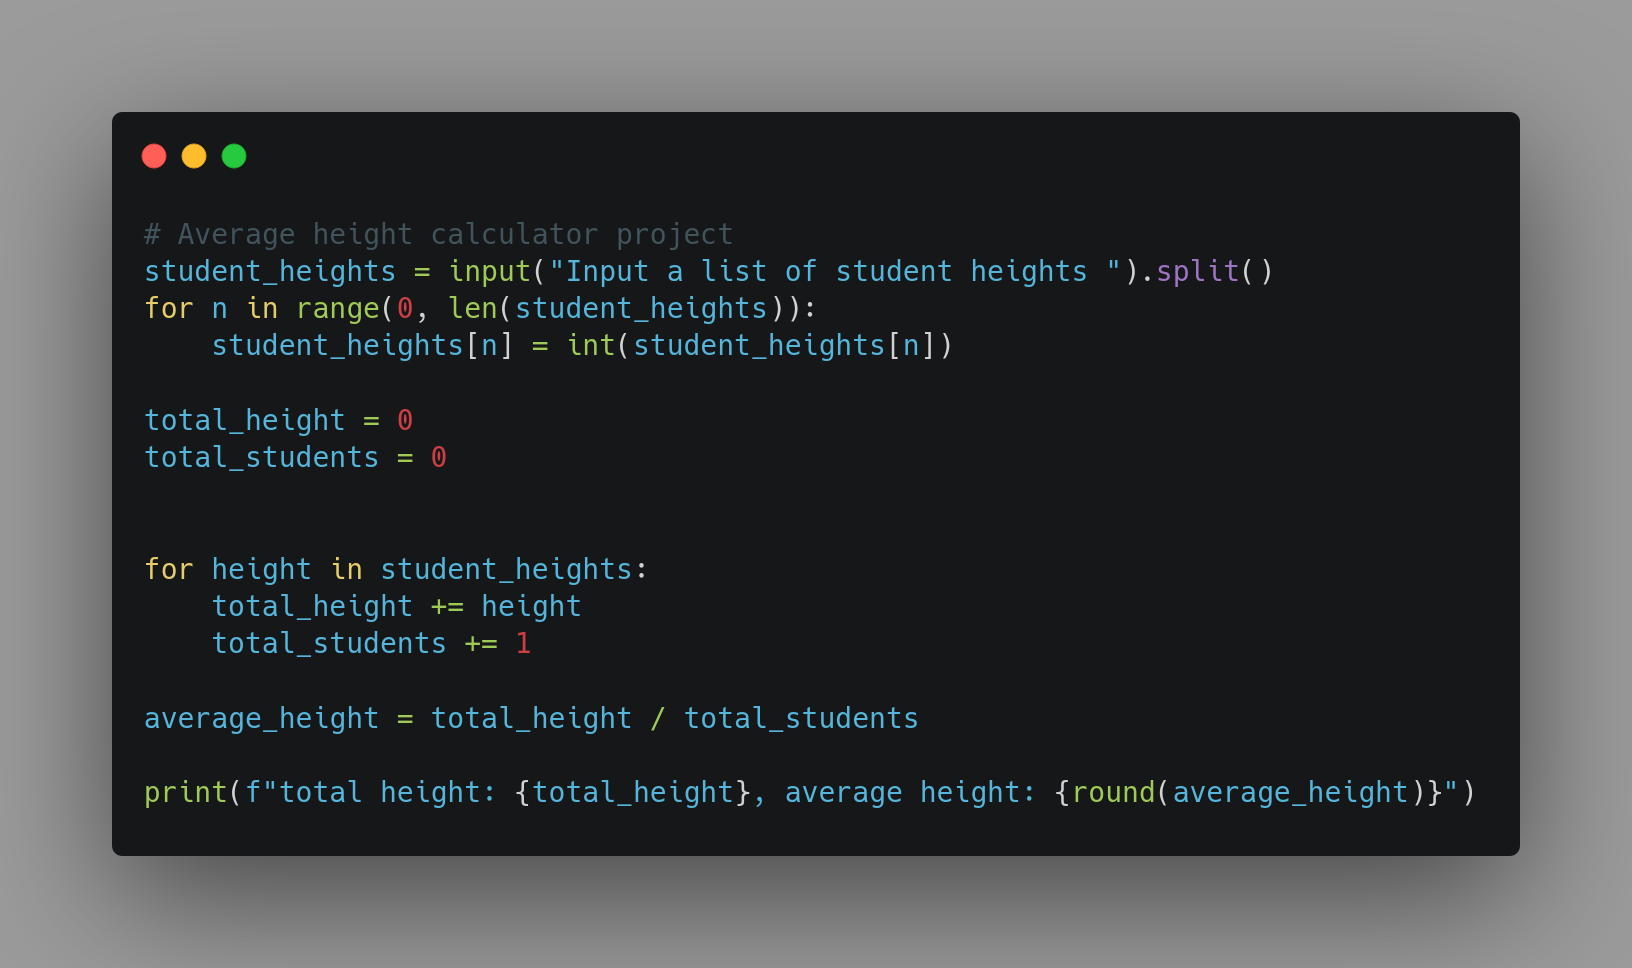 # Average height calculator project
student_heights = input("Input a list of student heights ").split()
for n in range(0, len(student_heights)):
    student_heights[n] = int(student_heights[n])
total_height = 0
total_students = 0
for height in student_heights:
    total_height += height
    total_students += 1
average_height = total_height / total_students
print(f"total height: {total_height}, average height: {round(average_height)}")